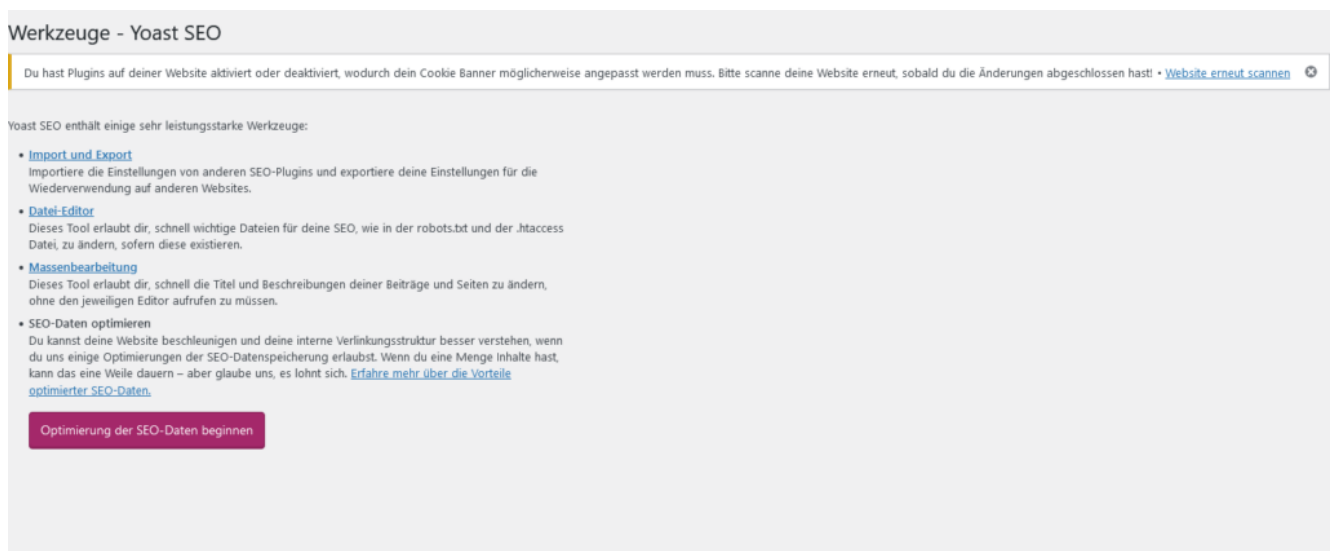 Werkzeuge - Yoast SEO
Du hast Plugins auf deiner Website aktiviert oder deaktiviert, wodurch dein Cookie Banner möglicherweise angepasst werden muss. Bitte scanne deine Website erneut, sobald du die Änderungen abgeschlossen hast! • Website erneut scannen
Yoast SEO enthält einige sehr leistungsstarke Werkzeuge:
• Import und Export
Importiere die Einstellungen von anderen SEO-Plugins und exportiere deine Einstellungen für die
Wiederverwendung auf anderen Websites.
• Datei-Editor
Dieses Tool erlaubt dir, schnell wichtige Dateien für deine SEO, wie in der robots.txt und der .htaccess
Datei, zu ändern, sofern diese existieren.
• Massenbearbeitung
Dieses Tool erlaubt dir, schnell die Titel und Beschreibungen deiner Beiträge und Seiten zu ändern,
ohne den jeweiligen Editor aufrufen zu müssen.
• SEO-Daten optimieren
Du kannst deine Website beschleunigen und deine interne Verlinkungsstruktur besser verstehen, wenn
du uns einige Optimierungen der SEO-Datenspeicherung erlaubst. Wenn du eine Menge Inhalte hast,
kann das eine Weile dauern – aber glaube uns, es lohnt sich. Erfahre mehr über die Vorteile
optimierter SEO-Daten.
Optimierung der SEO-Daten beginnen